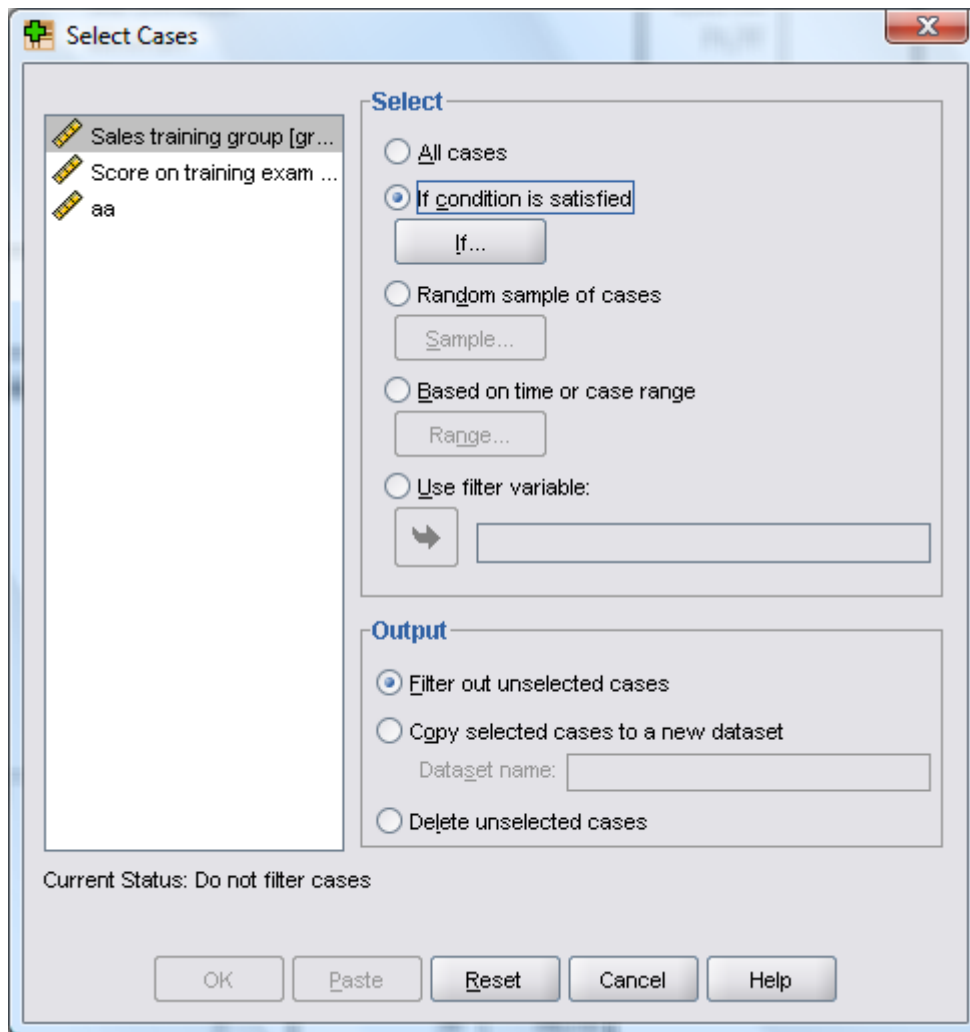 Select Cases
Sales training group [gr...
Score on training exam ...
aa
Select
All cases
If condition is satisfied
If...
Random sample of cases
Sample...
Based on time or case range
Range...
Use filter variable:
Output
Filter out unselected cases
Copy selected cases to a new dataset
Dataset name:
Delete unselected cases
Current Status: Do not filter cases
OK Paste Reset Cancel Help